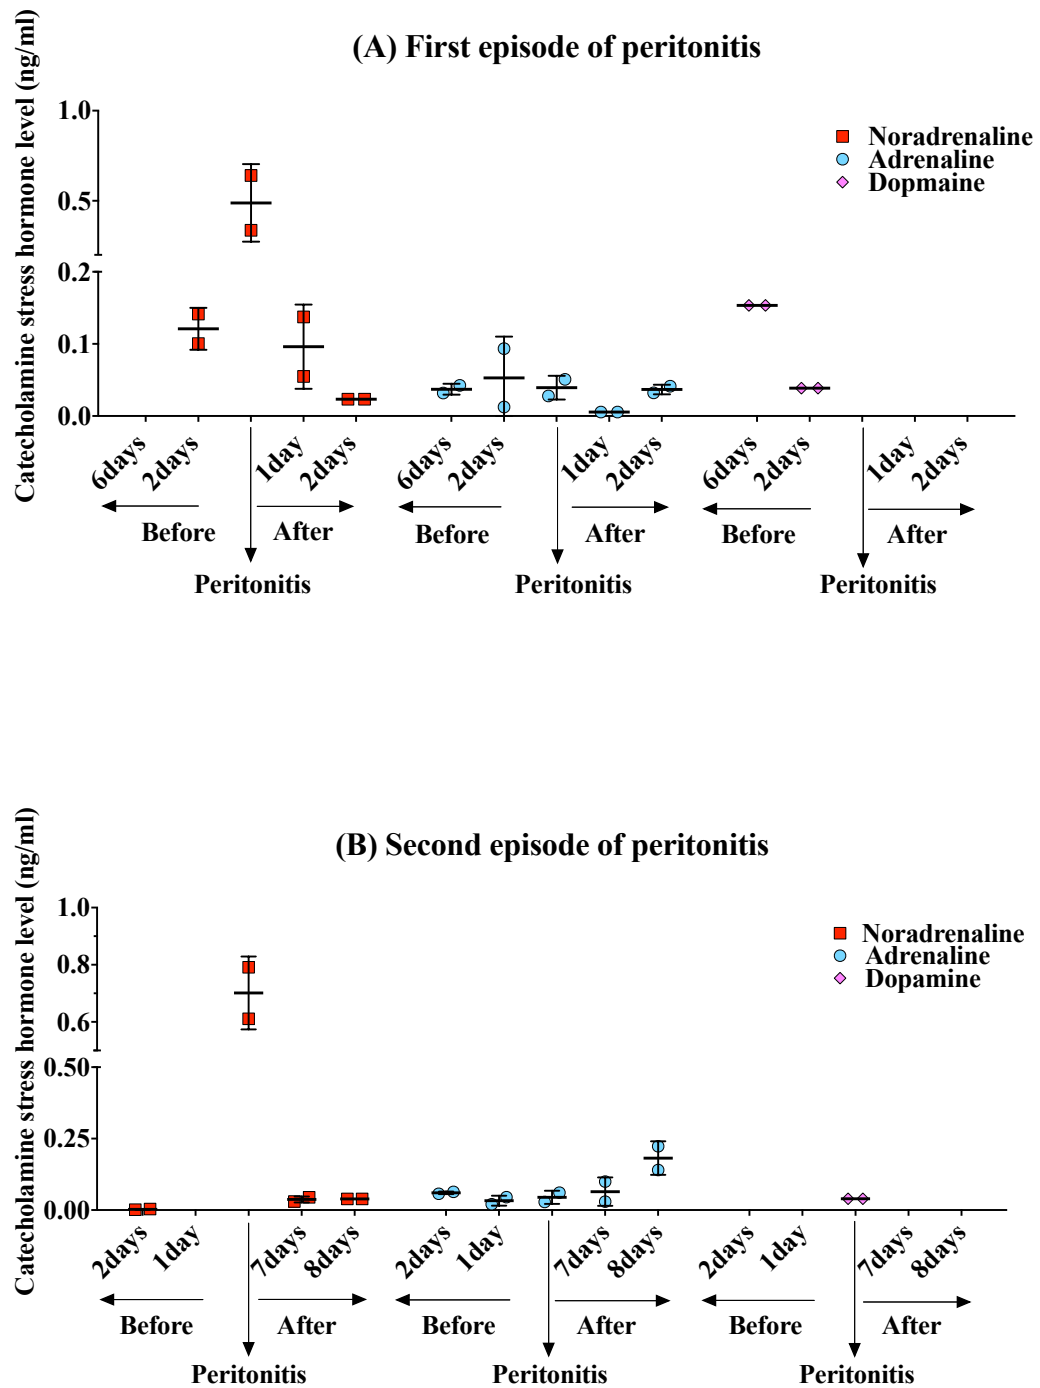 (A) First episode of peritonitis
Catecholamine stress hormone level (ng/ml)
1.0
0.5
0.2
0.1
0.0
Noradrenaline
Adrenaline
Dopmaine
6days 2days 1day 2days 6days 2days 1day 2days 6days 2days 1day 2days
Before After Before After Before After
Peritonitis Peritonitis Peritonitis
(B) Second episode of peritonitis
Catecholamine stress hormone level (ng/ml)
1.0
0.8
0.6
0.50
0.25
0.00
Noradrenaline
Adrenaline
Dopamine
2days 1day 7days 8days 2days 1day 7days 8days 2days 1day 7days 8days
Before After Before After Before After
Peritonitis Peritonitis Peritonitis